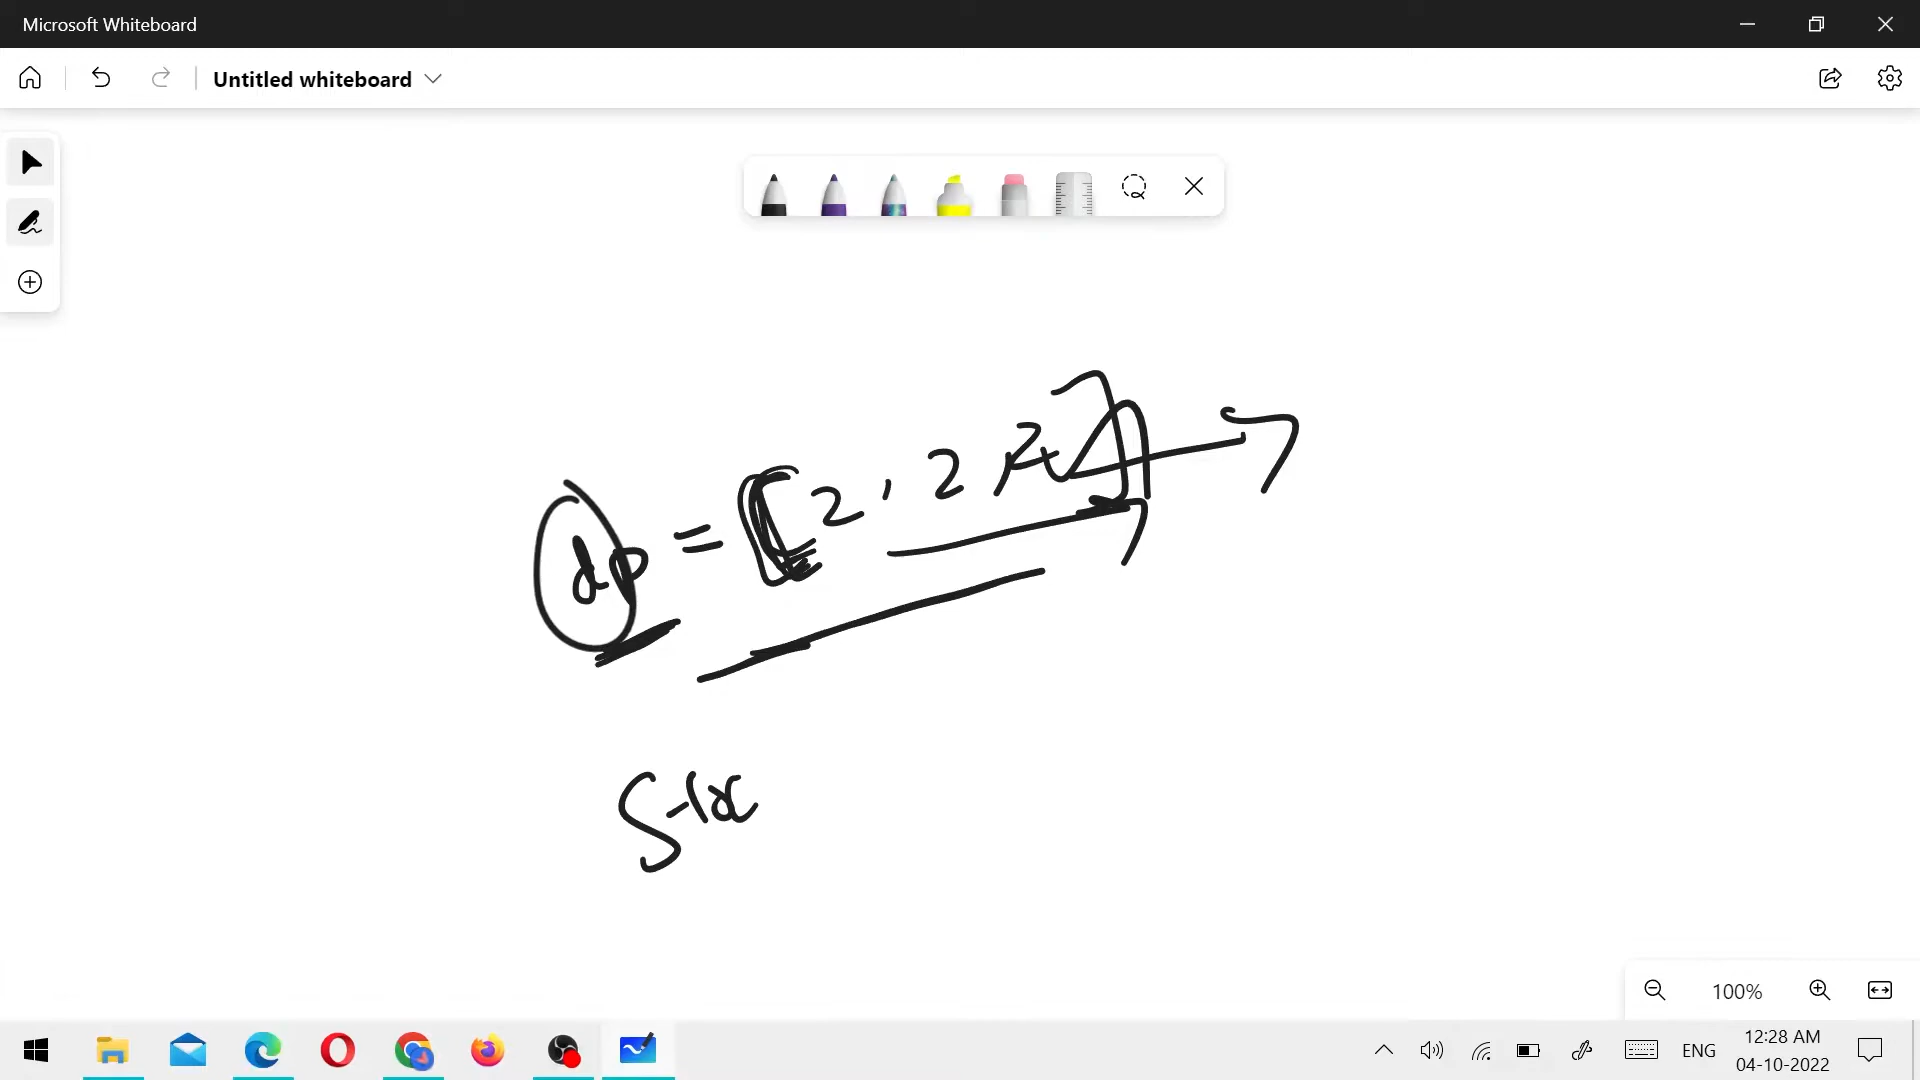 Microsoft Whiteboard
Untitled whiteboard
dp = [2, 2
100%
ENG
12:28 AM
04-10-2022